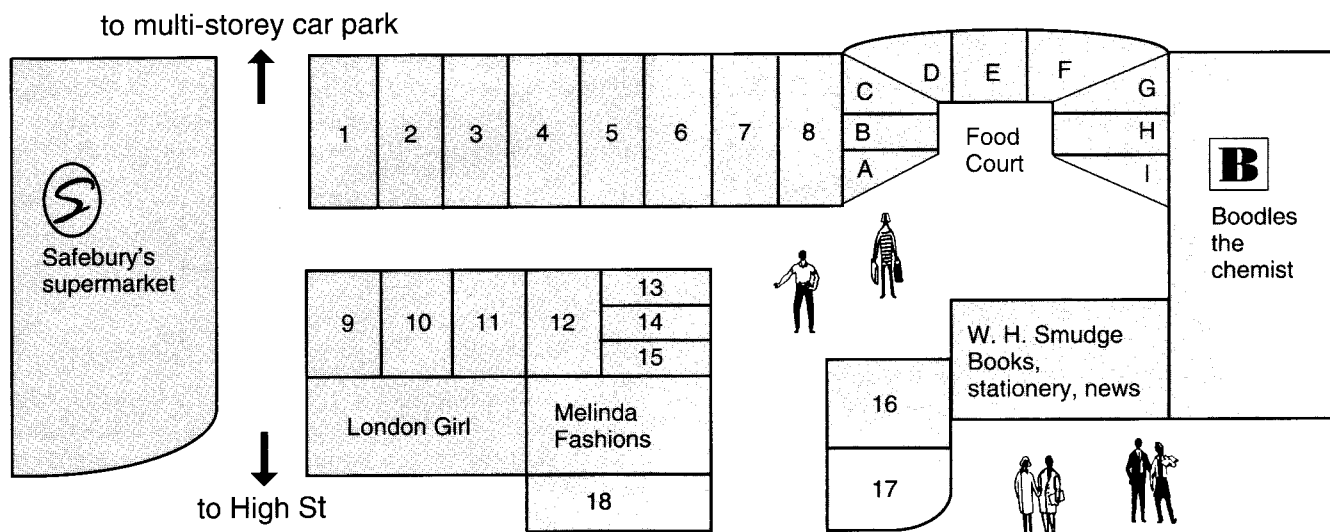 to multi-storey car park
1 2 3 4 5 6 7 8
C D E F G
B H
A I
Food
Court
B
Boodles
the
chemist
S
Safebury's
supermarket
9 10 11 12
13
14
15
W. H. Smudge
Books,
stationery, news
London Girl
Melinda
Fashions
16
17
18
to High St